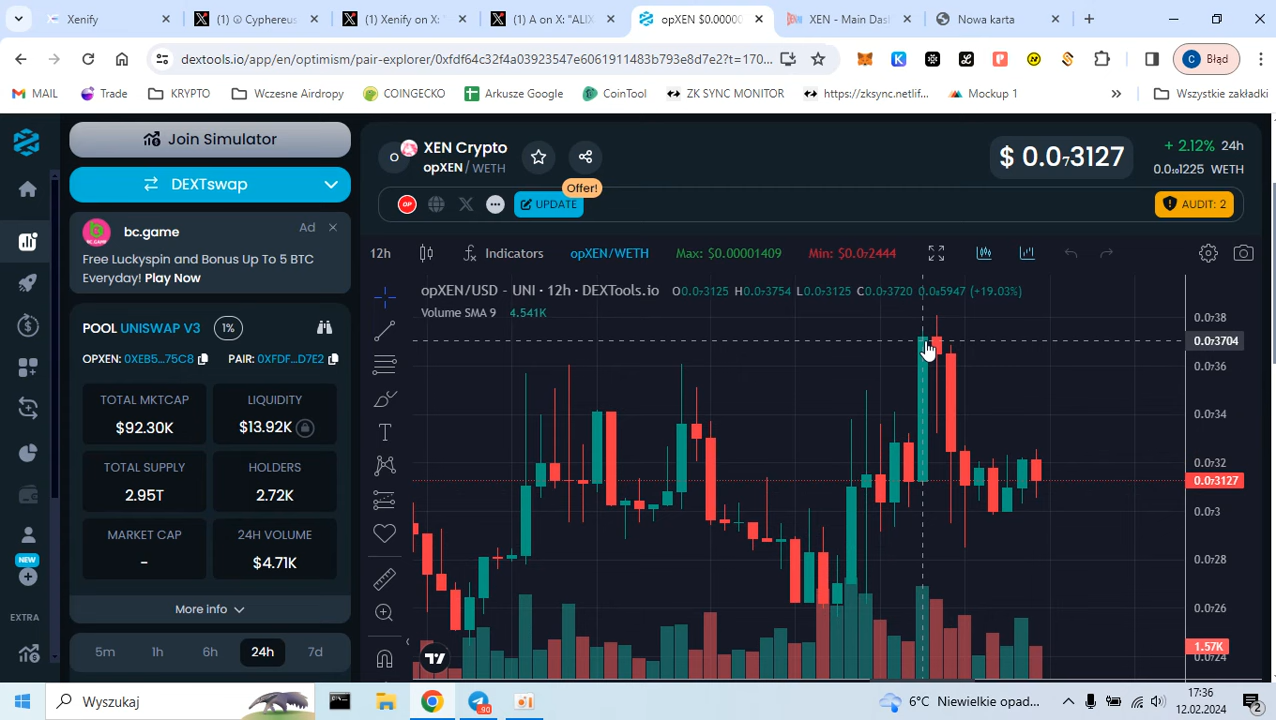 Xenify
(1) Cyphereus
(1) Xenify on X: "
(1) A on X: "ALIX
opXEN $0.0000
XEN - Main Das
Nowa karta
dextools.io/app/en/optimism/pair-explorer/0xfdf64c22f4a03923547e6061911483b793e8d7e2?t=170...
Błąd
MAIL
Trade
KRYPTO
Wczesne Airdropy
COINGECKO
Arkusze Google
CoinTool
ZK SYNC MONITOR
https://zksync.netlif...
Mockup 1
Wszystkie zakładki
Join Simulator
DEXTswap
Ad
bc.game
Free Luckyspin and Bonus Up To 5 BTC
Everyday! Play Now
POOL UNISWAP V3
1%
OPXEN: 0XEB5...75C8
PAIR: 0XFDF...D7E2
TOTAL MKTCAP
$92.30K
LIQUIDITY
$13.92K
TOTAL SUPPLY
2.95T
HOLDERS
2.72K
MARKET CAP
-
24H VOLUME
$4.71K
More info
5m
1h
6h
24h
7d
NEW
EXTRA
O
XEN Crypto
opXEN / WETH
Offer!
OP
UPDATE
$ 0.0₇3127
+ 2.12% 24h
0.0₁₀1225 WETH
AUDIT: 2
12h
Indicators
opXEN/WETH
Max: $0.00001409
Min: $0.0₇2444
opXEN/USD - UNI · 12h · DEXTools.io
O0.0₇3125 H0.0₇3754 L0.0₇3125 C0.0₇3720 0.0₈5947 (+19.03%)
Volume SMA 9 4.541K
0.0₇38
0.0₇3704
0.0₇36
0.0₇34
0.0₇32
0.0₇3127
0.0₇3
0.0₇28
0.0₇26
1.57K
0.0₇24
Wyszukaj
.90
6°C Niewielkie opad...
17:36
12.02.2024
2